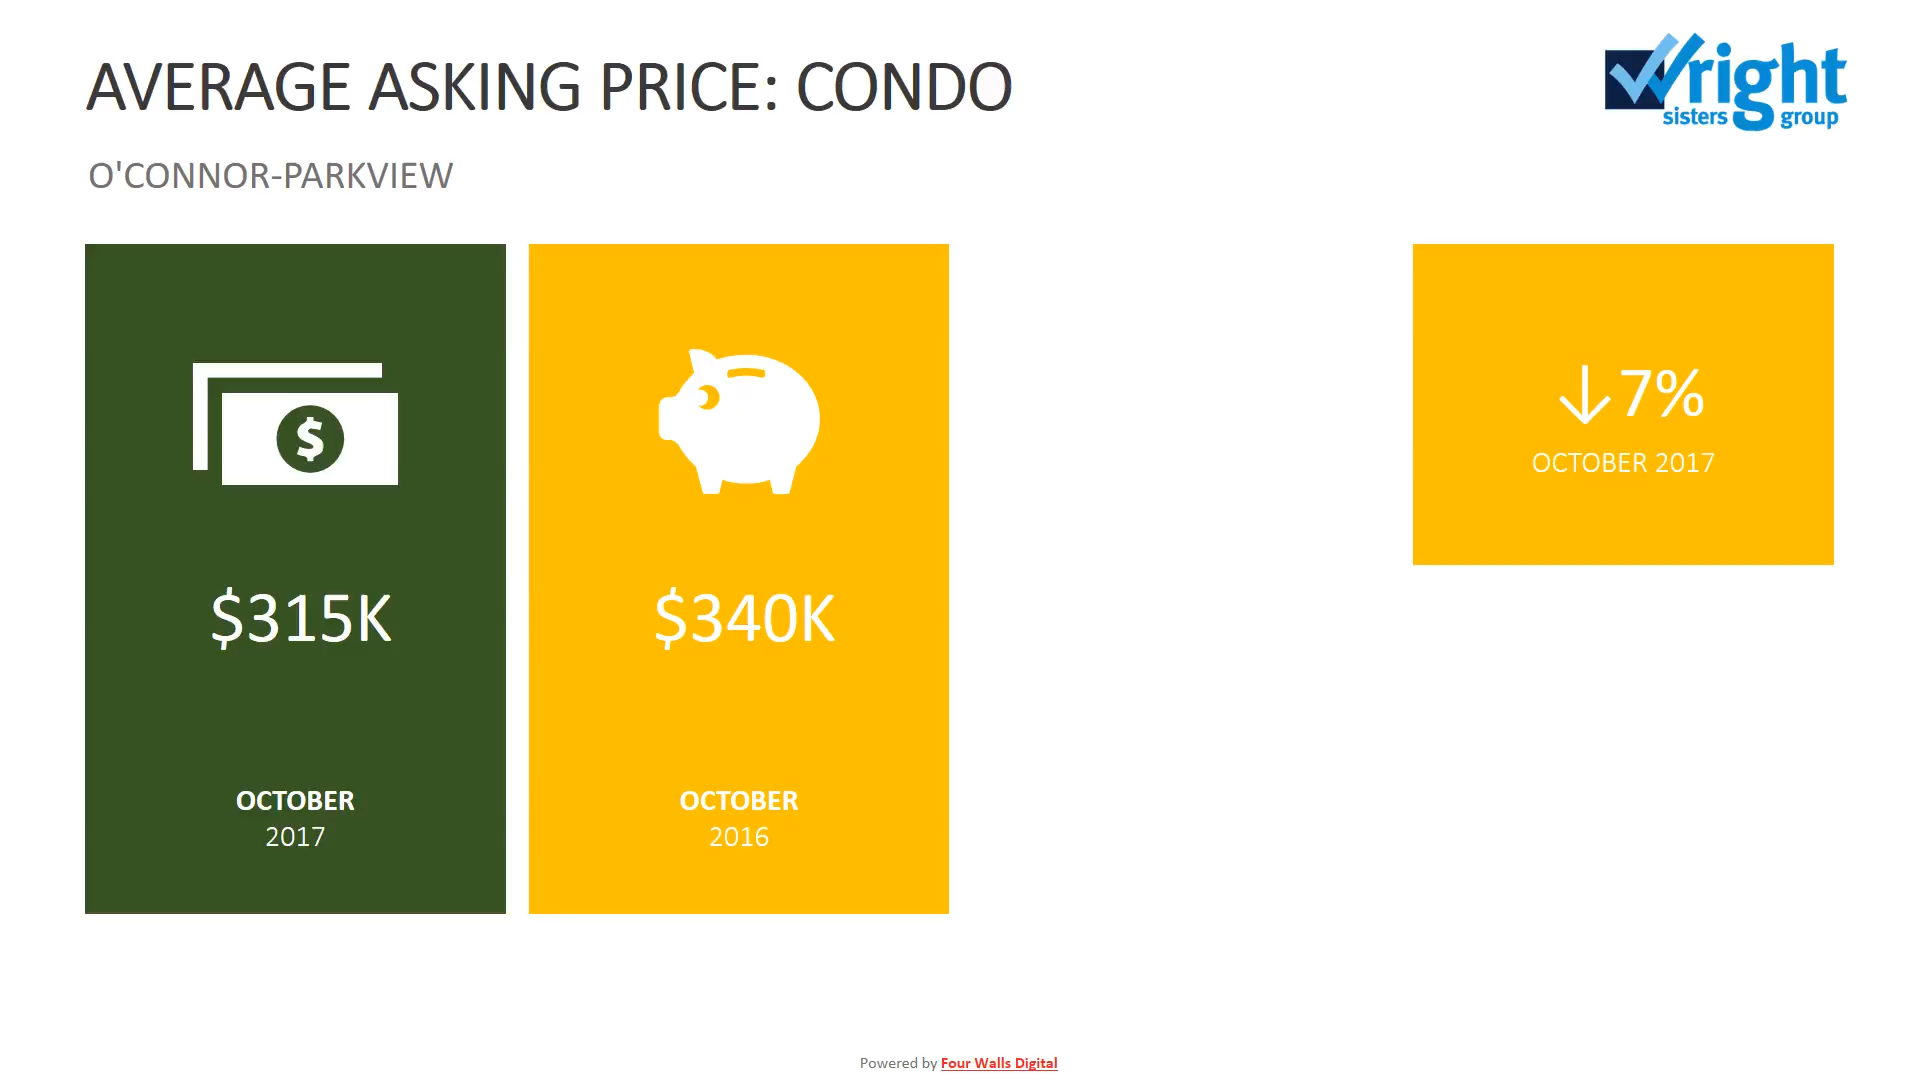 AVERAGE ASKING PRICE: CONDO
Wright
sisters group
O'CONNOR-PARKVIEW
$
$315K
OCTOBER
2017
$340K
OCTOBER
2016
↓7%
OCTOBER 2017
Powered by Four Walls Digital